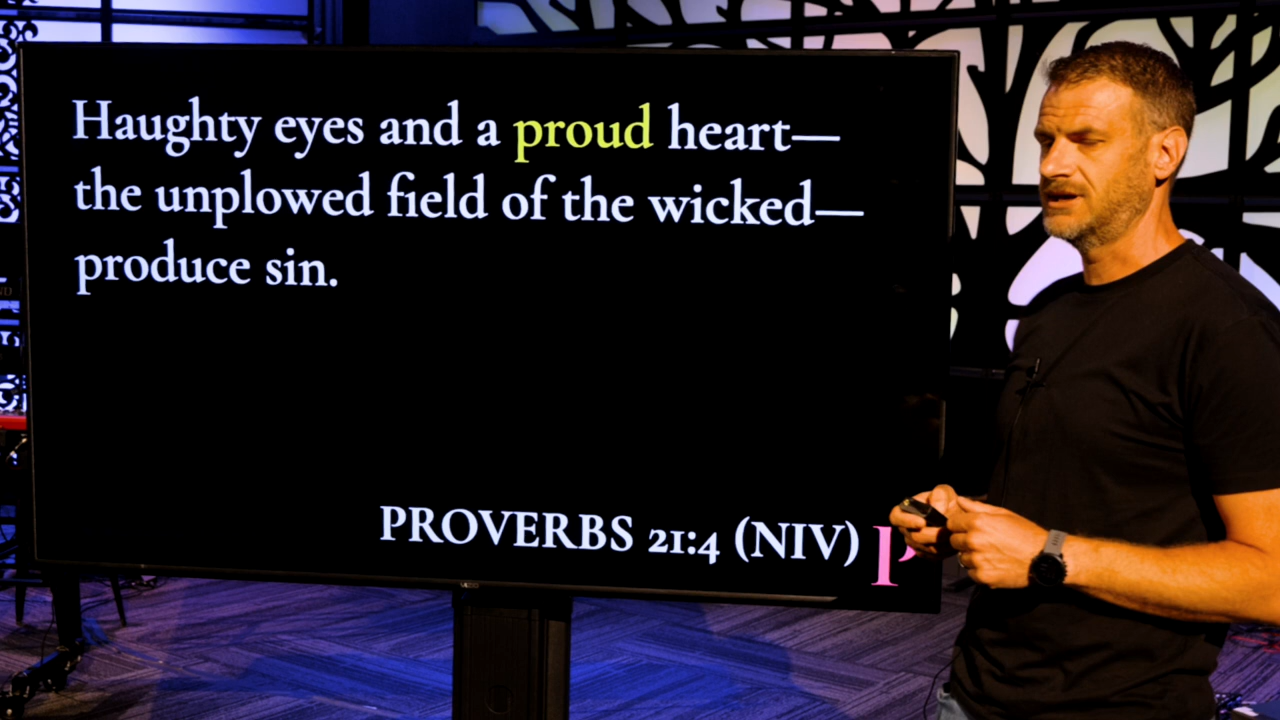 Haughty eyes and a proud heart—
the unplowed field of the wicked—
produce sin.
PROVERBS 21:4 (NIV)
P